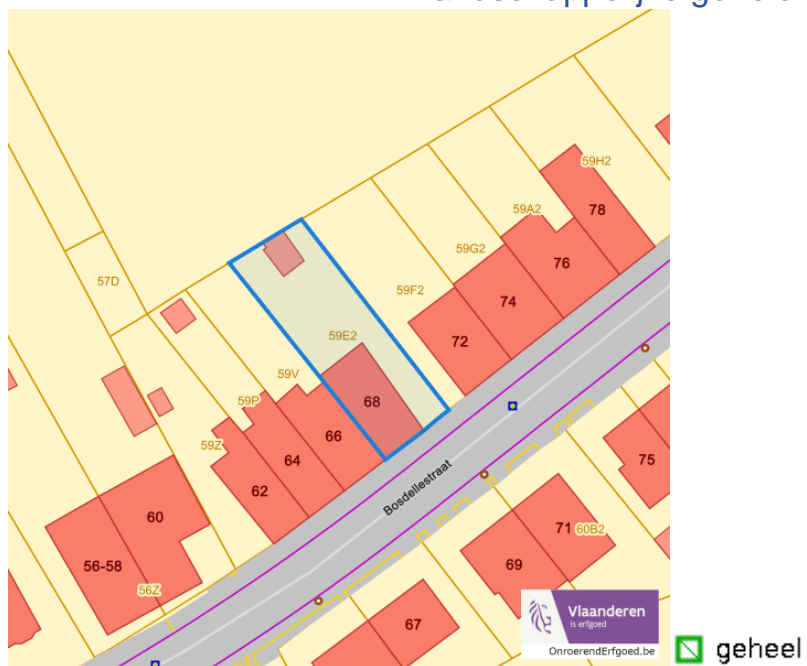 59H2
78
59A2
76
59G2
57D
59F2
74
59E2
72
59V
59P
68
66
59Z
64
Bosdellestraat
75
62
60
71
60B2
56-58
69
56Z
67
Vlaanderen
is erfgoed
OnroerendErfgoed.be
geheel